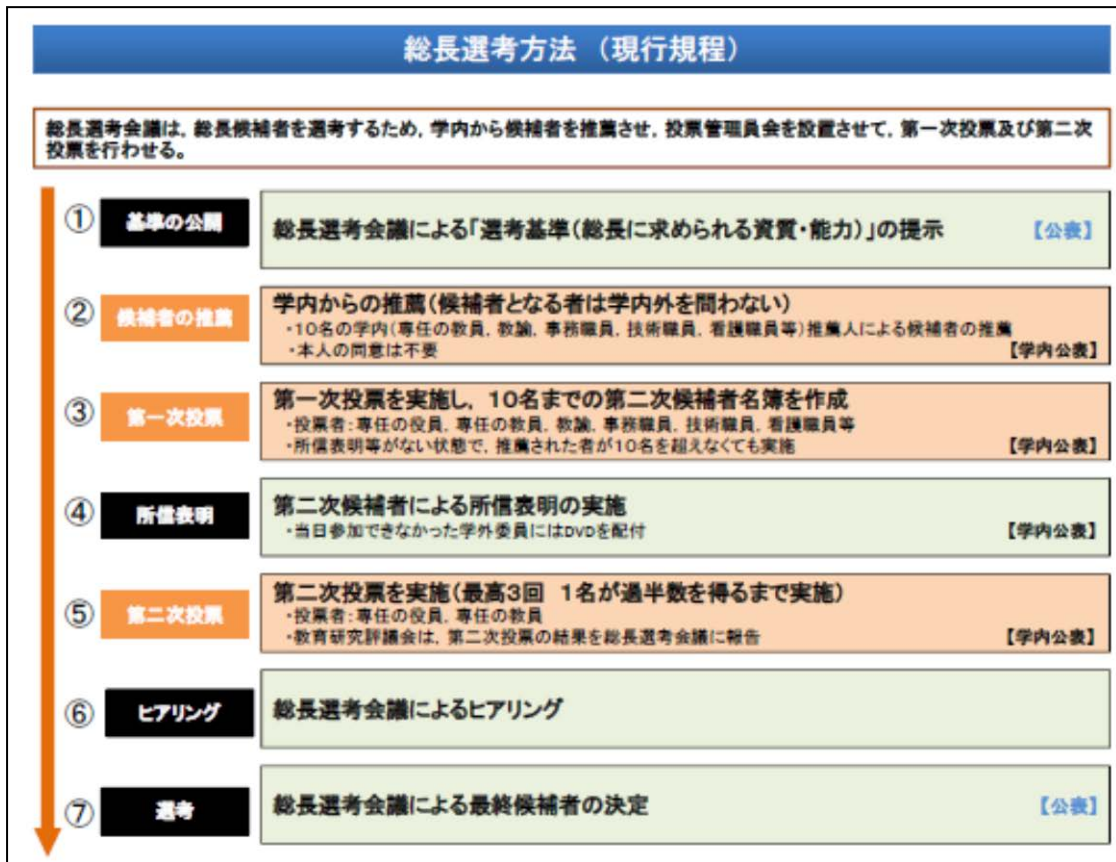 総長選考方法 （現行規程）
総長選考会議は，総長候補者を選考するため，学内から候補者を推薦させ，投票管理員会を設置させて，第一次投票及び第二次
投票を行わせる。
① 基準の公開
総長選考会議による「選考基準（総長に求められる資質・能力）」の提示 【公表】
② 候補者の推薦
学内からの推薦（候補者となる者は学内外を問わない）
・10名の学内（専任の教員，教諭，事務職員，技術職員，看護職員等）推薦人による候補者の推薦
・本人の同意は不要 【学内公表】
③ 第一次投票
第一次投票を実施し，10名までの第二次候補者名簿を作成
・投票者：専任の役員，専任の教員，教諭，事務職員，技術職員，看護職員等
・所信表明等がない状態で，推薦された者が10名を超えなくても実施 【学内公表】
④ 所信表明
第二次候補者による所信表明の実施
・当日参加できなかった学外委員にはDVDを配付 【学内公表】
⑤ 第二次投票
第二次投票を実施（最高3回 1名が過半数を得るまで実施）
・投票者：専任の役員，専任の教員
・教育研究評議会は，第二次投票の結果を総長選考会議に報告 【学内公表】
⑥ ヒアリング
総長選考会議によるヒアリング
⑦ 選考
総長選考会議による最終候補者の決定 【公表】